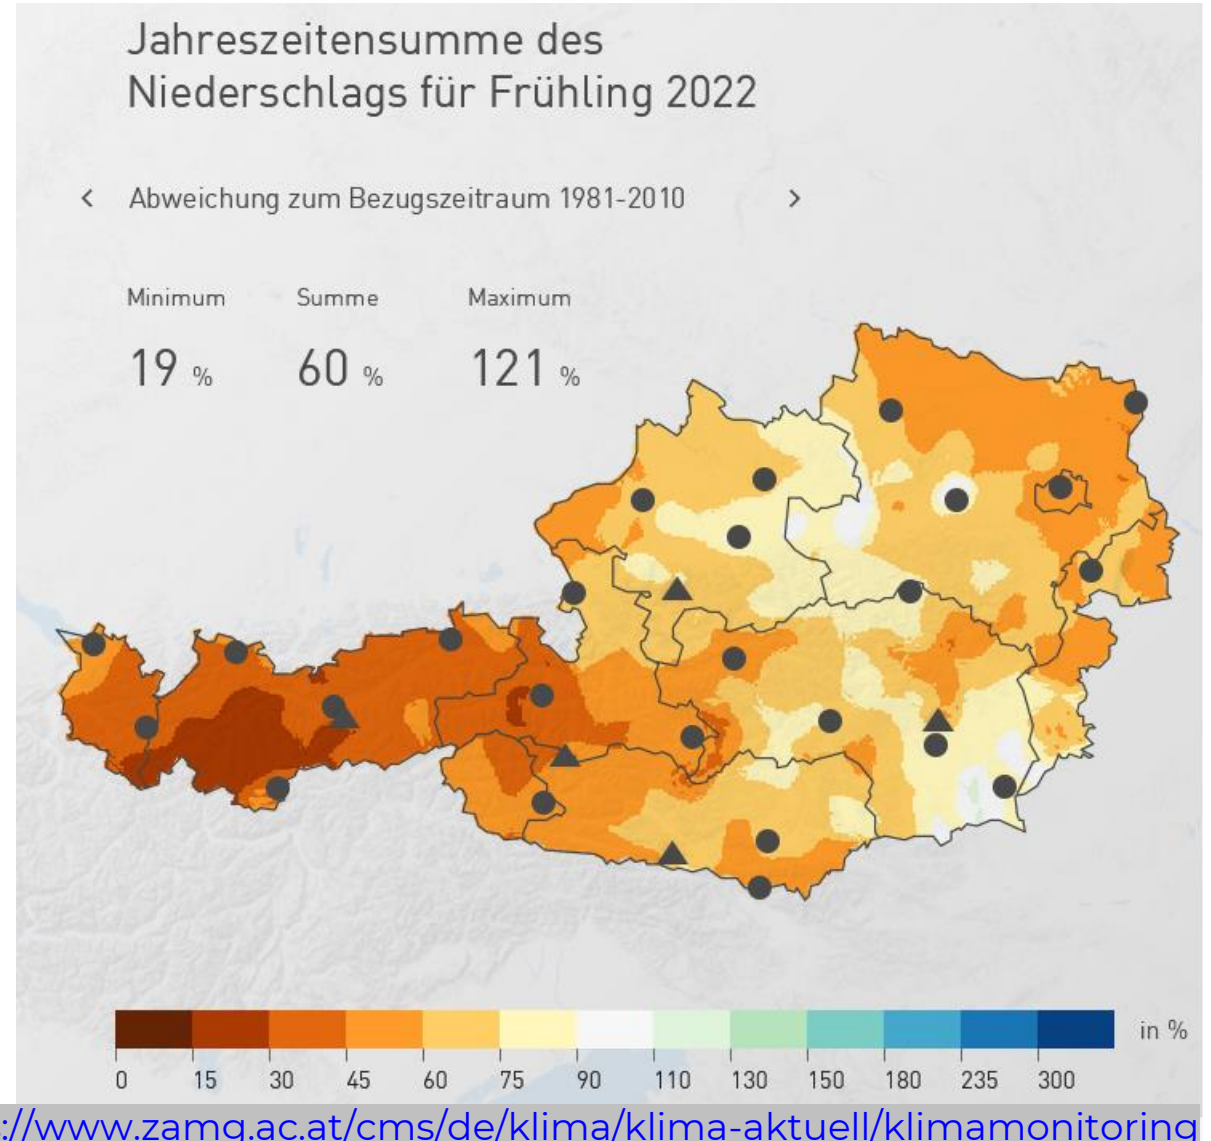 Jahreszeitensumme des
Niederschlags für Frühling 2022
< Abweichung zum Bezugszeitraum 1981-2010 >
Minimum Summe Maximum
19 % 60 % 121 %
in %
0 15 30 45 60 75 90 110 130 150 180 235 300
://www.zamg.ac.at/cms/de/klima/klima-aktuell/klimamonitoring